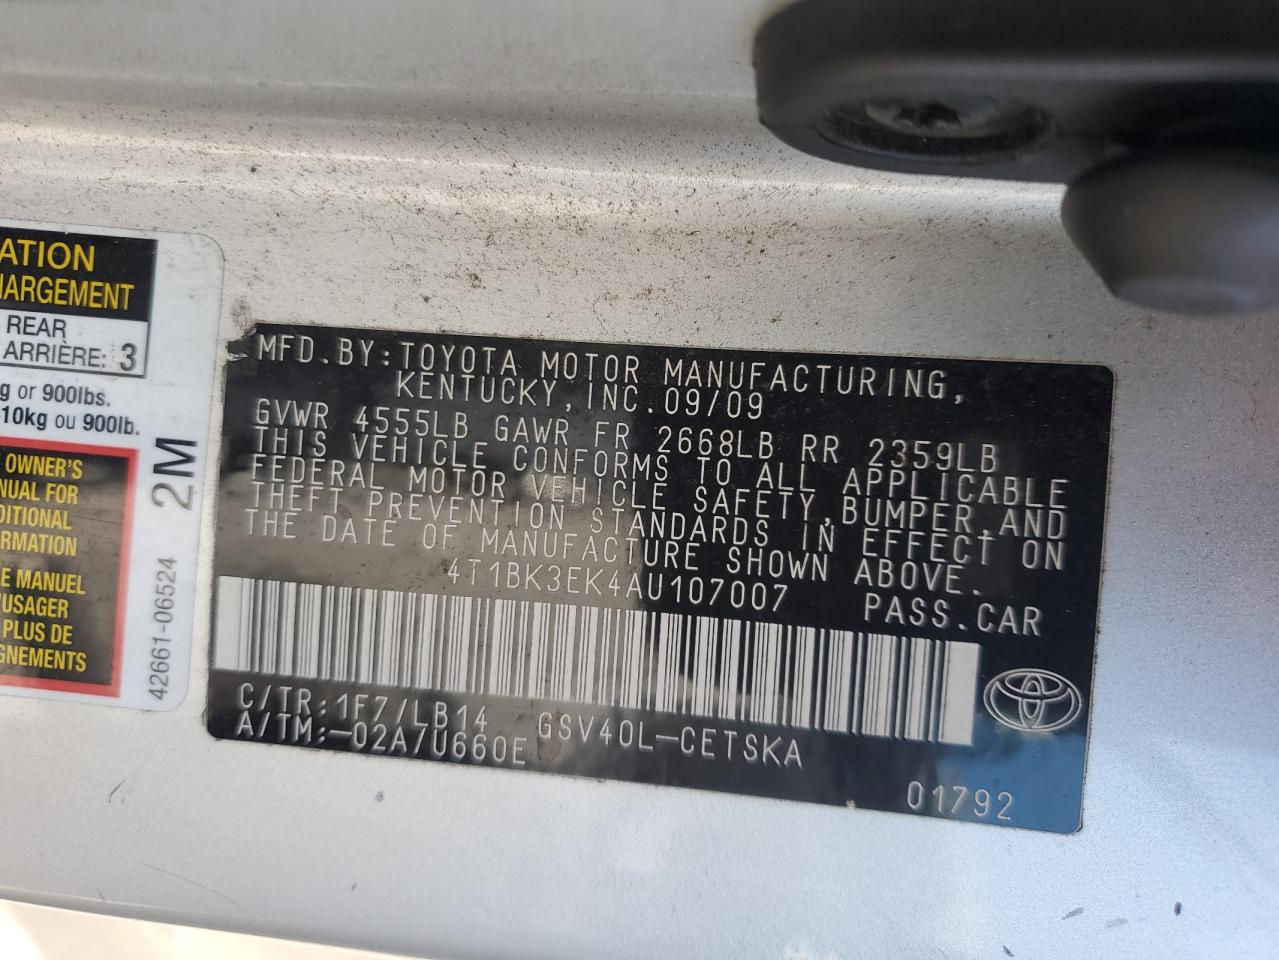 ATION
HARGEMENT
REAR
ARRIÈRE: 3
g or 900lbs.
10kg ou 900lb.
OWNER'S
NUAL FOR
DITIONAL
ORMATION
E MANUEL
'USAGER
PLUS DE
GNEMENTS
42661-06524 2M
MFD.BY:TOYOTA MOTOR MANUFACTURING,
KENTUCKY,INC.09/09
GVWR 4555LB GAWR FR 2668LB RR 2359LB
THIS VEHICLE CONFORMS TO ALL APPLICABLE
FEDERAL MOTOR VEHICLE SAFETY,BUMPER,AND
THEFT PREVENTION STANDARDS IN EFFECT ON
THE DATE OF MANUFACTURE SHOWN ABOVE.
4T1BK3EK4AU107007 PASS.CAR
C/TR:1F7/LB14 GSV40L-CETSKA
A/TM:-02A/U660E
01792